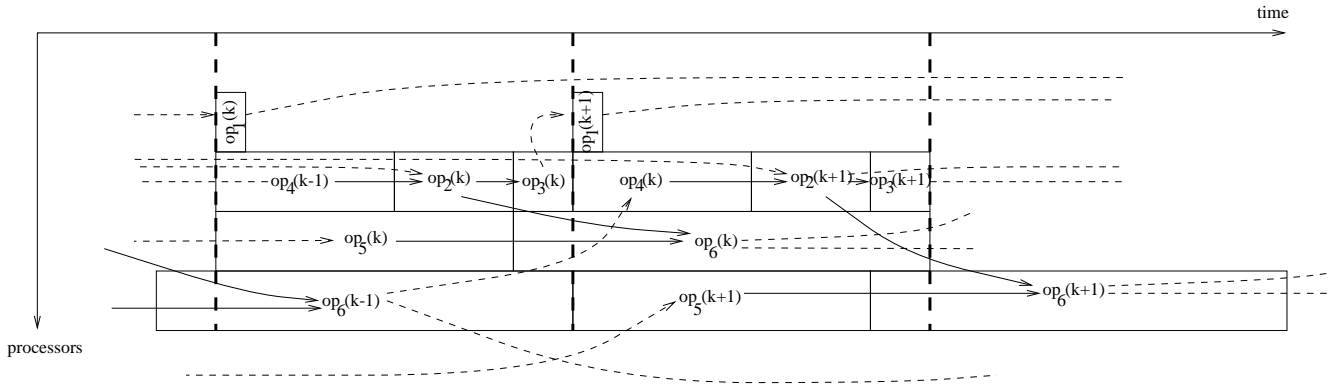 time
op1(k)
op1(k+1)
op4(k-1)
op2(k)
op3(k)
op4(k)
op2(k+1)
op3(k+1)
op5(k)
op6(k)
op6(k-1)
op5(k+1)
op6(k+1)
processors